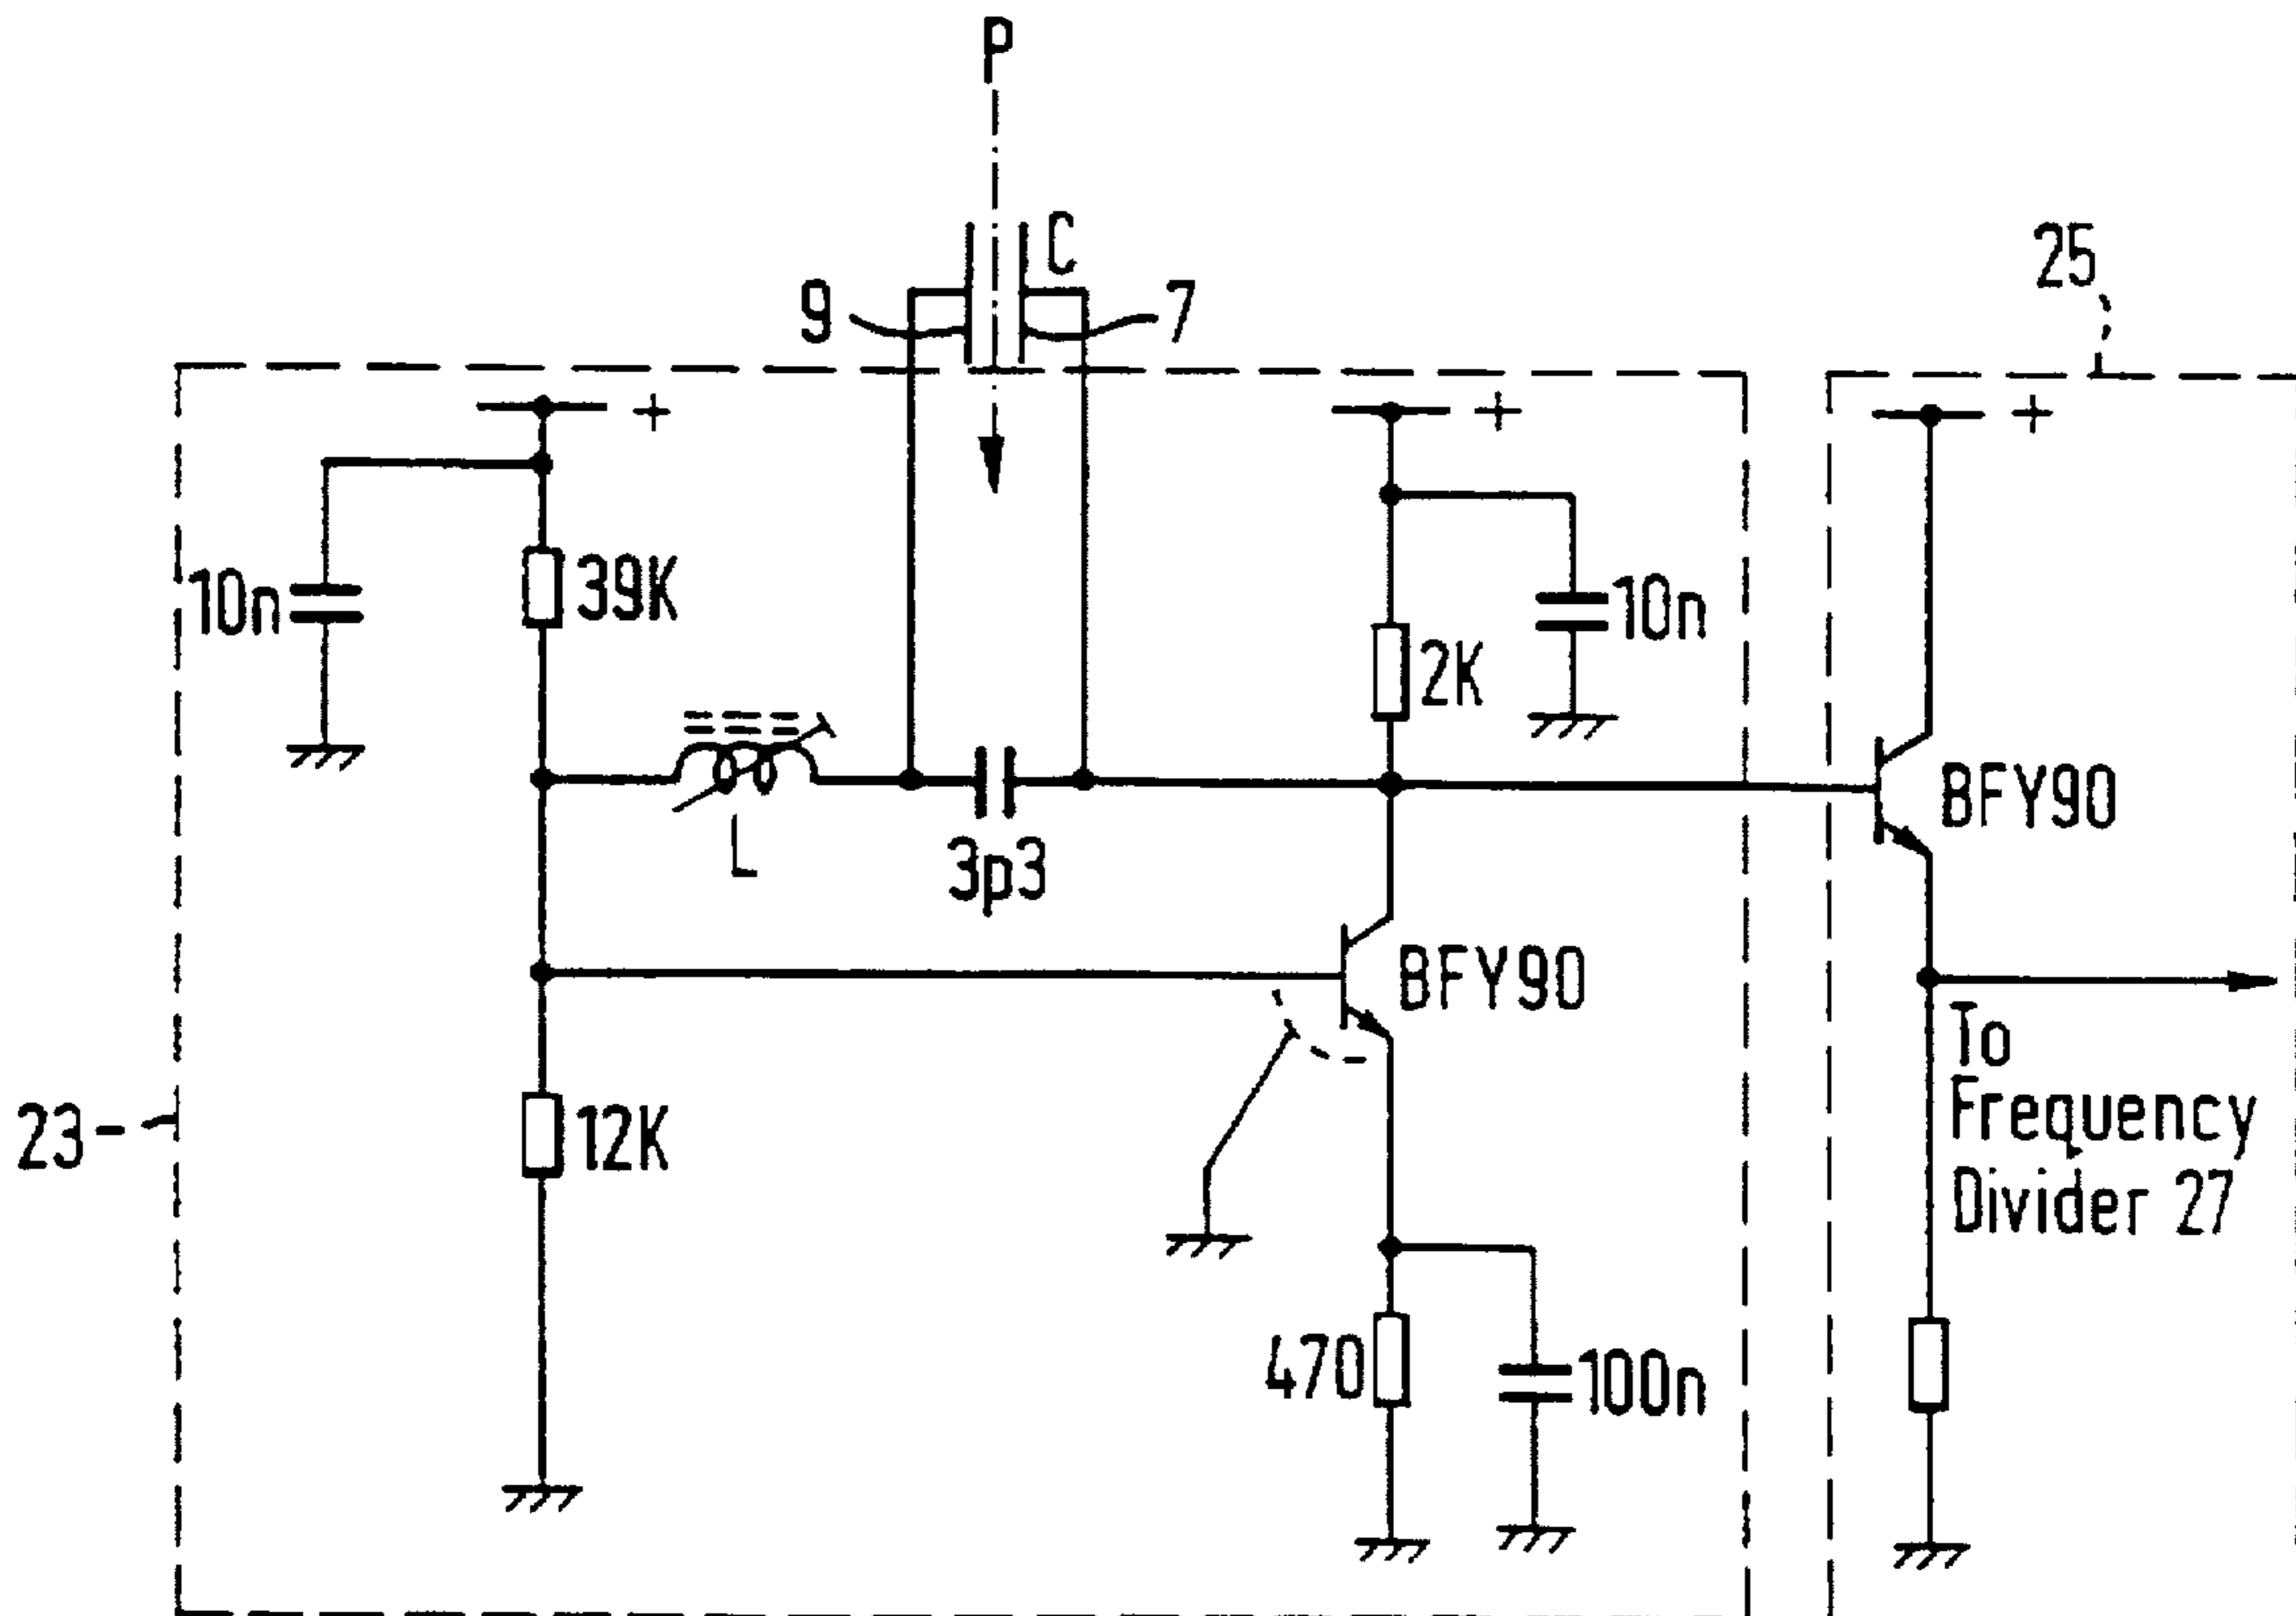 P
C
9
7
25
+
+
+
10n
39K
10n
2K
BFY90
L
3p3
BFY90
To
Frequency
Divider 27
23
12K
470
100n